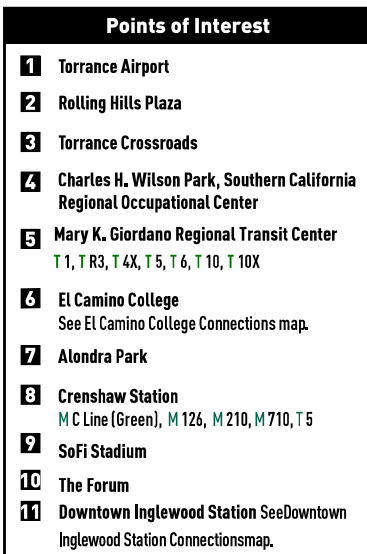 Points of Interest
1 Torrance Airport
2 Rolling Hills Plaza
3 Torrance Crossroads
4 Charles H. Wilson Park, Southern California
Regional Occupational Center
5 Mary K. Giordano Regional Transit Center
T 1, T R3, T 4X, T 5, T 6, T 10, T 10X
6 El Camino College
See El Camino College Connections map.
7 Alondra Park
8 Crenshaw Station
M C Line (Green), M 126, M 210, M 710, T 5
9 SoFi Stadium
10 The Forum
11 Downtown Inglewood Station SeeDowntown
Inglewood Station Connectionsmap.